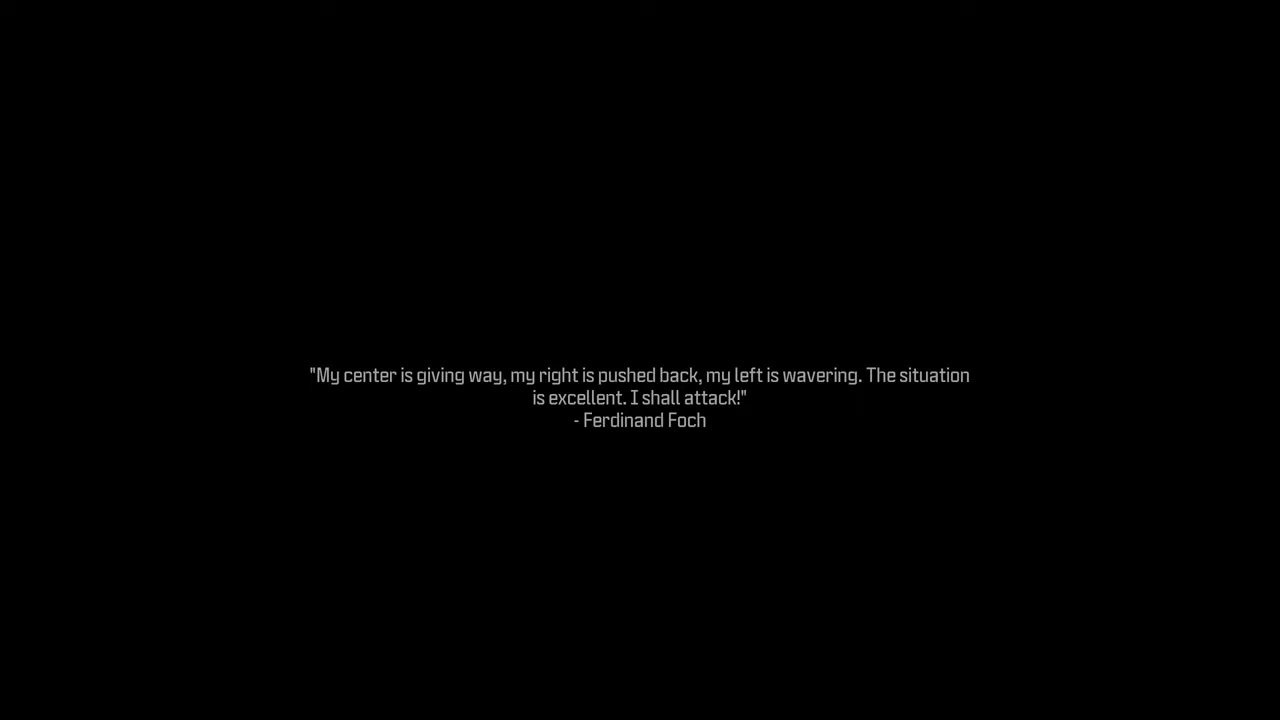 "My center is giving way, my right is pushed back, my left is wavering. The situation
is excellent. I shall attack!"
- Ferdinand Foch